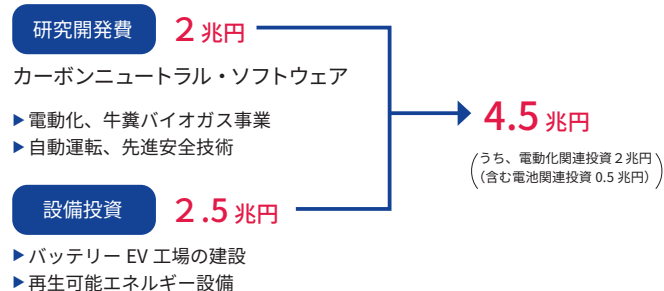 研究開発費 2 兆円
カーボンニュートラル・ソフトウェア
▶電動化、牛糞バイオガス事業
▶自動運転、先進安全技術
4.5 兆円
(うち、電動化関連投資2兆円
(含む電池関連投資 0.5 兆円))
設備投資 2.5 兆円
▶バッテリー EV 工場の建設
▶再生可能エネルギー設備